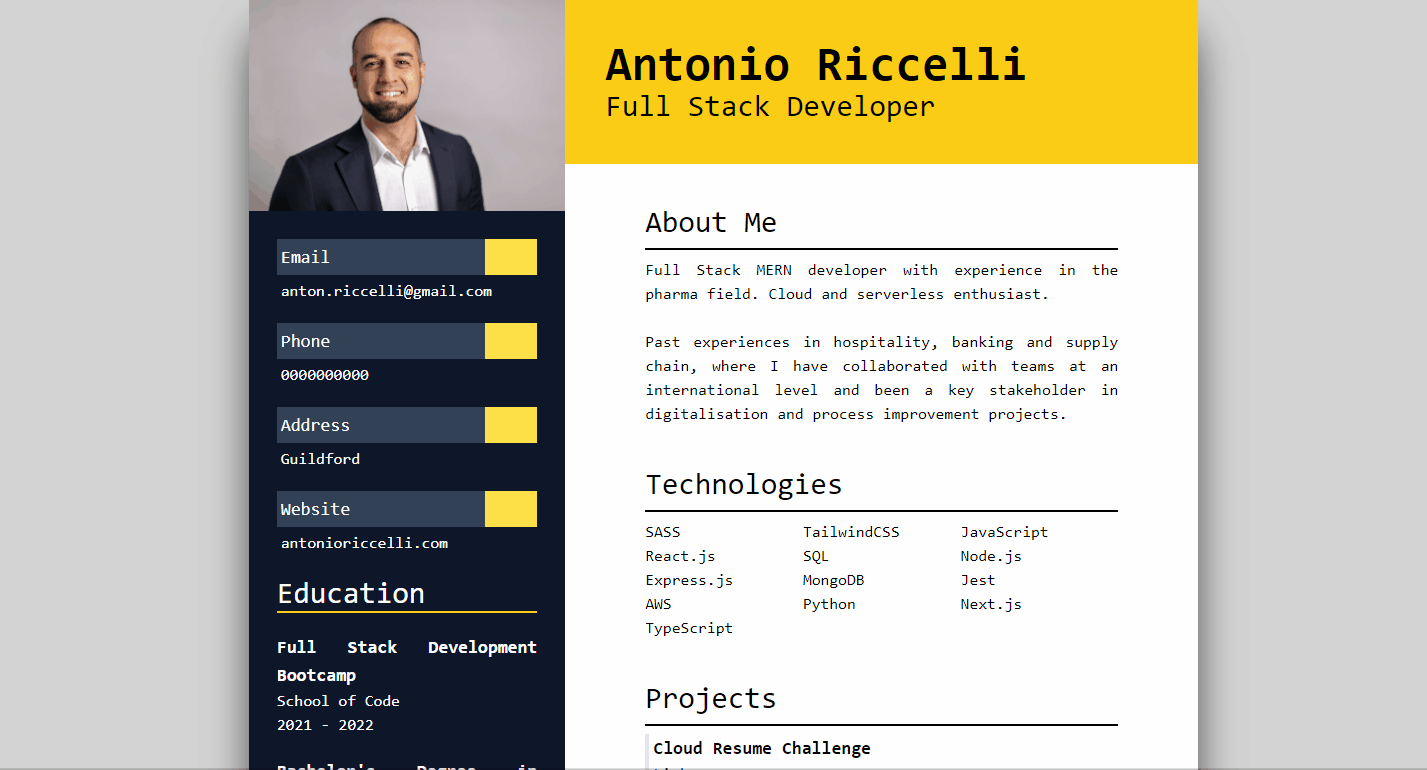 Antonio Riccelli
Full Stack Developer
Email
anton.riccelli@gmail.com
Phone
0000000000
Address
Guildford
Website
antonioriccelli.com
Education
Full Stack Development
Bootcamp
School of Code
2021 - 2022
Bachelor's Degree in
About Me
Full Stack MERN developer with experience in the
pharma field. Cloud and serverless enthusiast.
Past experiences in hospitality, banking and supply
chain, where I have collaborated with teams at an
international level and been a key stakeholder in
digitalisation and process improvement projects.
Technologies
SASS TailwindCSS JavaScript
React.js SQL Node.js
Express.js MongoDB Jest
AWS Python Next.js
TypeScript
Projects
Cloud Resume Challenge